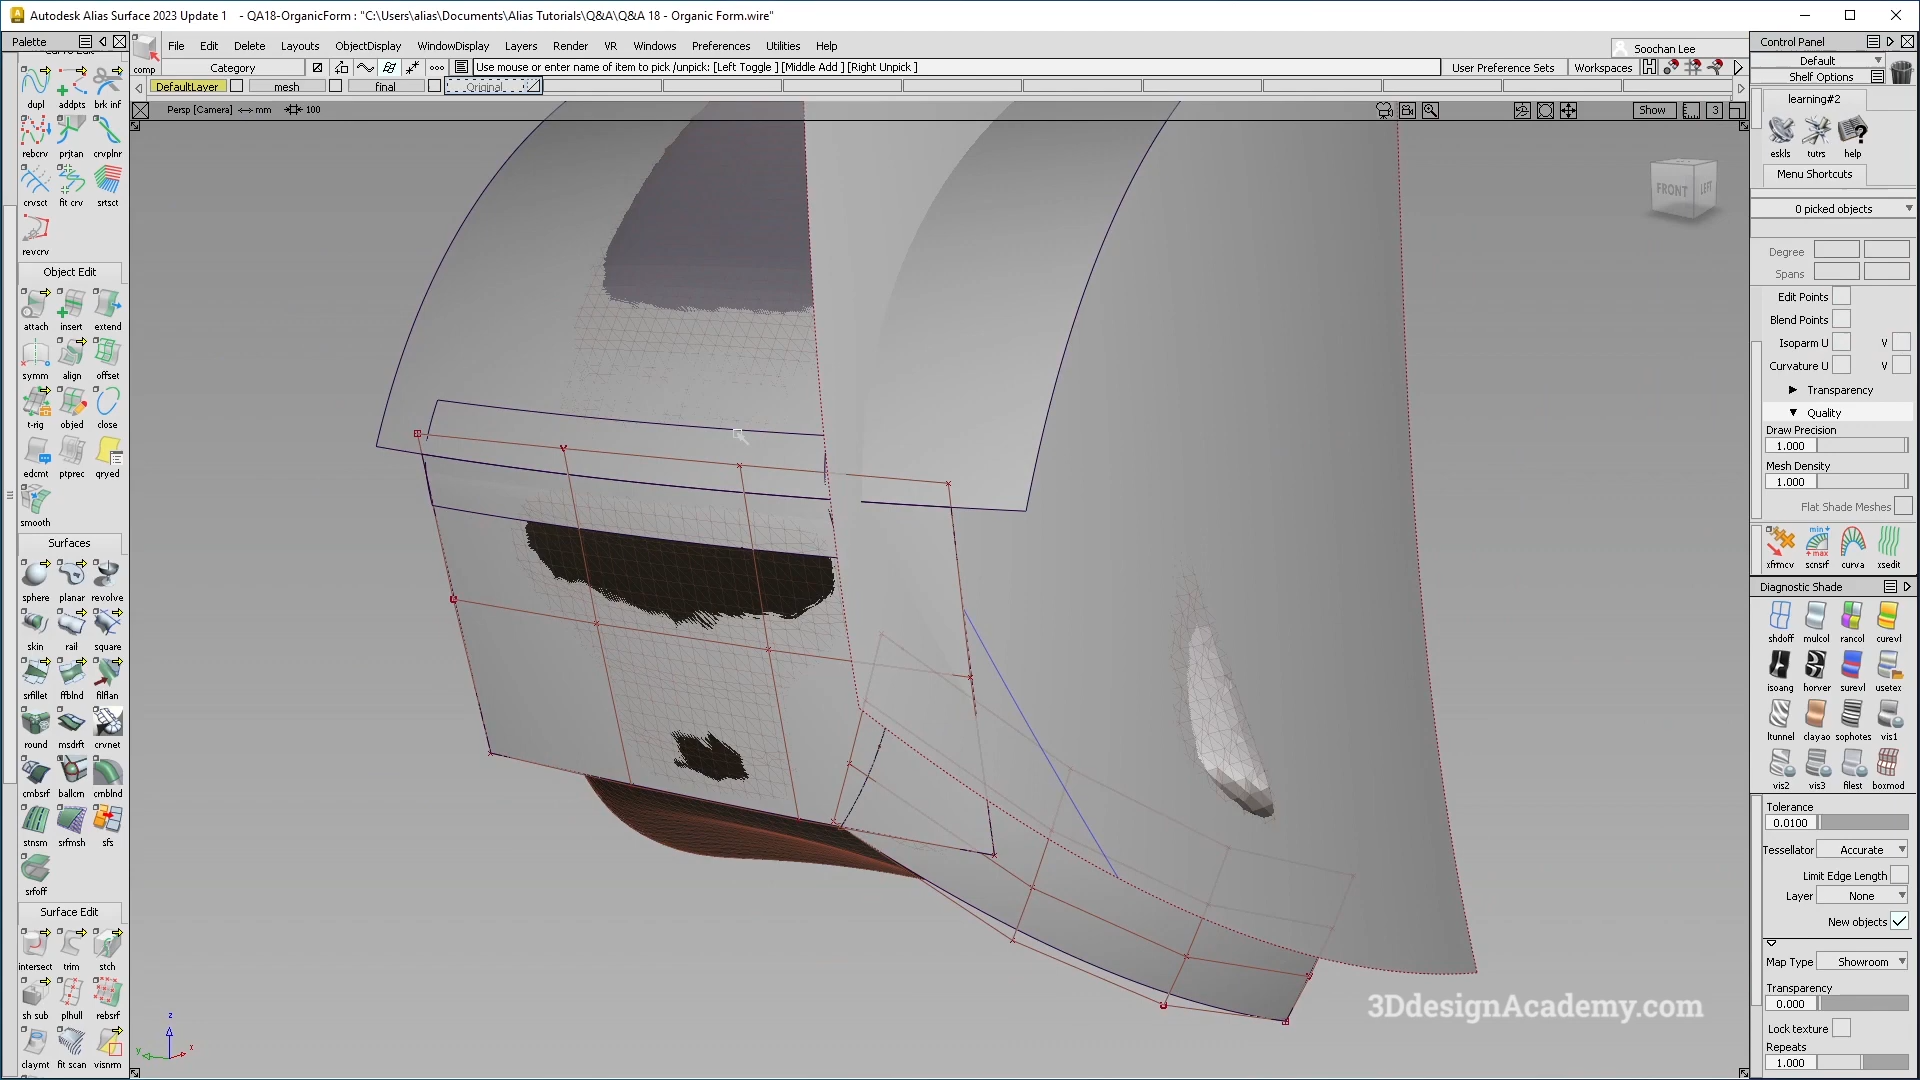 Autodesk Alias Surface 2023 Update 1 - QA18-OrganicForm : "C:\Users\alias\Documents\Alias Tutorials\Q&A\Q&A 18 - Organic Form.wire"
Palette
File Edit Delete Layouts ObjectDisplay WindowDisplay Layers Render VR Windows Preferences Utilities Help
Soochan Lee
comp
Category
Use mouse or enter name of item to pick /unpick: [Left Toggle ] [Middle Add ] [Right Unpick ]
User Preference Sets Workspaces
DefaultLayer mesh final Original
Persp [Camera] mm 100
Show 3
dupl addpts brk inf
rebcrv prjtan crvplnr
crvsct fit crv srtsct
revcrv
Object Edit
attach insert extend
symm align offset
t-rig objed close
edcmt ptprec qryed
smooth
Surfaces
sphere planar revolve
skin rail square
srfillet ffblnd filflan
round msdrft crvnet
cmbsrf ballcrn cmblnd
stnsm srfmsh sfs
srfoff
Surface Edit
intersect trim stch
sh sub plhull rebsrf
claymt fit scan visnrm
z
y
x
FRONT LEFT
3DdesignAcademy.com
Control Panel
Default
Shelf Options
learning#2
eskls tutrs help
Menu Shortcuts
0 picked objects
Degree
Spans
Edit Points
Blend Points
Isoparm U V
Curvature U V
Transparency
Quality
Draw Precision
1.000
Mesh Density
1.000
Flat Shade Meshes
min+
+max
xfrmcv scnsrf curva xsedit
Diagnostic Shade
shdoff mulcol rancol curevl
isoang horver surevl usetex
ltunnel clayao sophotes vis1
vis2 vis3 filest boxmod
Tolerance
0.0100
Tessellator Accurate
Limit Edge Length
Layer None
New objects
Map Type Showroom
Transparency
0.000
Lock texture
Repeats
1.000